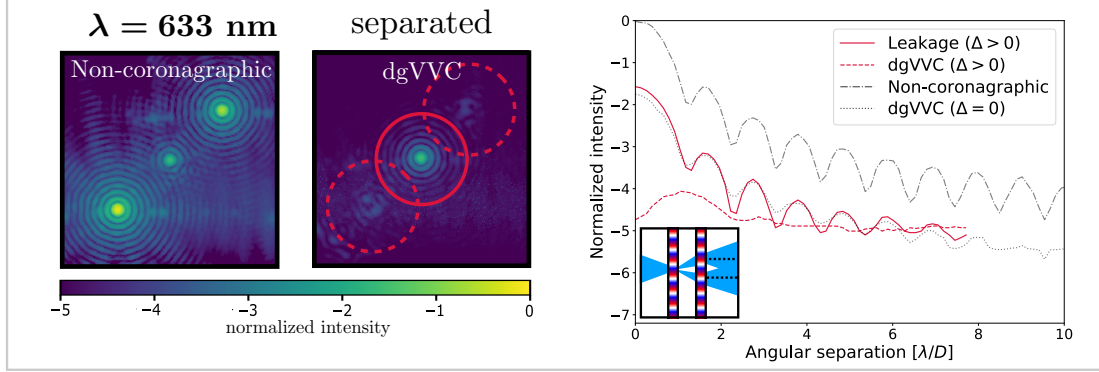 λ = 633 nm
separated
Non-coronagraphic
dgVVC
−5
−4
−3
−2
−1
0
normalized intensity
Normalized intensity
0
−1
−2
−3
−4
−5
−6
−7
Leakage (Δ > 0)
dgVVC (Δ > 0)
Non-coronagraphic
dgVVC (Δ = 0)
0
2
4
6
8
10
Angular separation [λ/D]